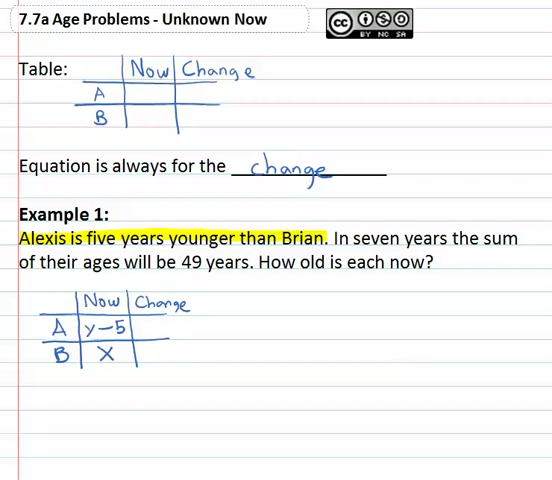 7.7a Age Problems - Unknown Now
cc BY NC SA
Table: Now Change
A
B
Equation is always for the change
Example 1:
Alexis is five years younger than Brian. In seven years the sum
of their ages will be 49 years. How old is each now?
Now Change
A y-5
B x